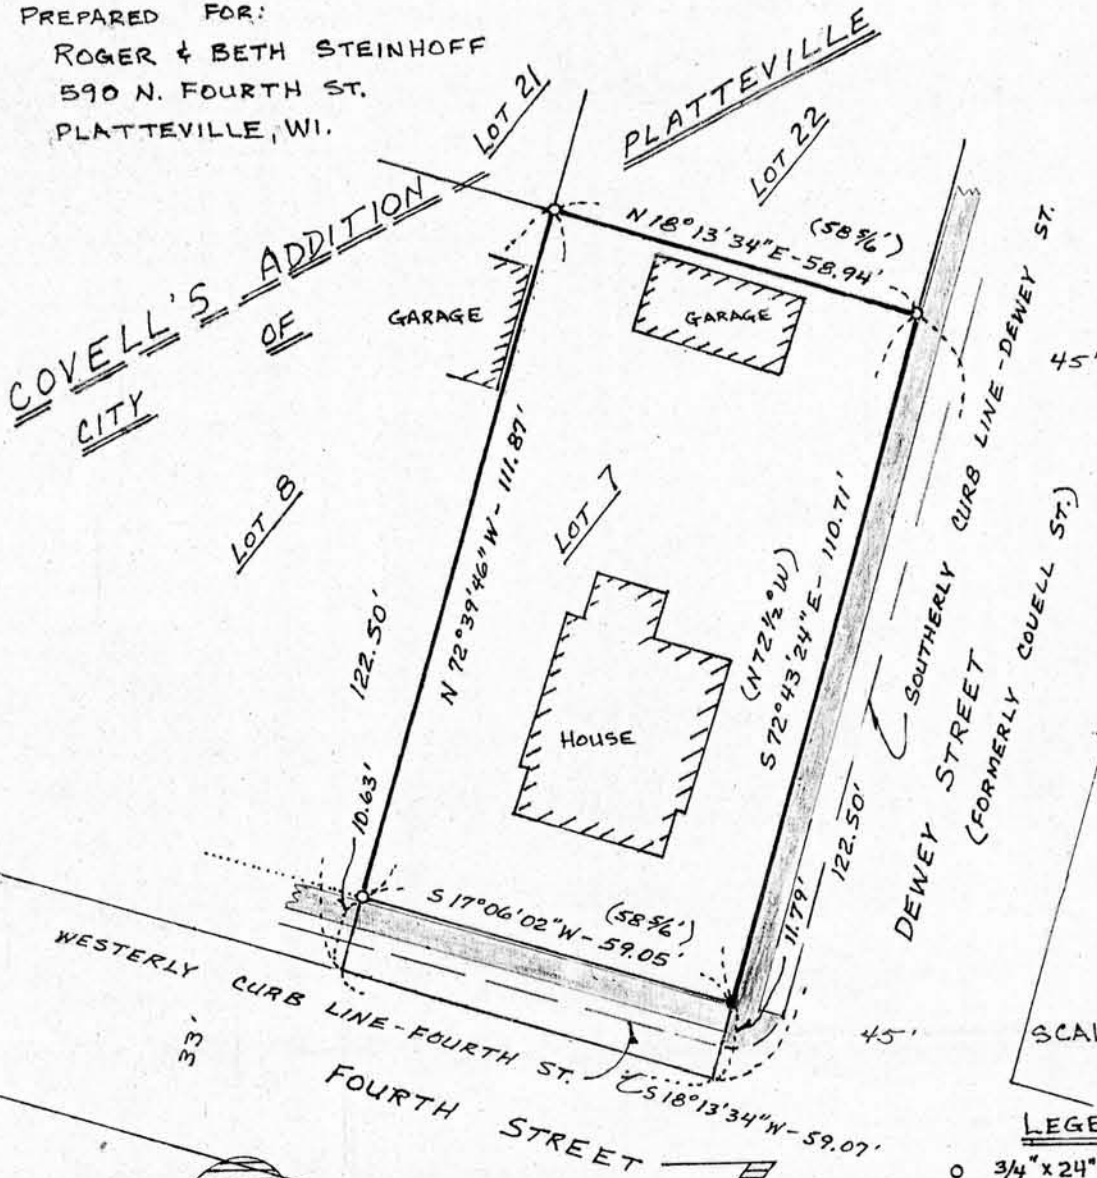 PREPARED FOR:
ROGER & BETH STEINHOFF
590 N. FOURTH ST.
PLATTEVILLE, WI.
COVELL'S ADDITION
OF
CITY
PLATTEVILLE
LOT 21
LOT 22
N 18°13'34"E-58.94'
(58 5/6')
GARAGE
GARAGE
45'
LOT 8
LOT 7
122.50'
N 72°39'46"W - 111.87'
(N 72 1/2° W)
S 72°43'24"E - 110.71'
SOUTHERLY CURB LINE - DEWEY ST.
DEWEY STREET
(FORMERLY COVELL ST.)
HOUSE
10.63'
122.50'
11.79'
S 17°06'02"W - 59.05'
(58 5/6')
WESTERLY CURB LINE - FOURTH ST.
33'
45'
FOURTH STREET
S 18°13'34"W - 59.07'
SCAL
LEGE
o 3/4" x 24"